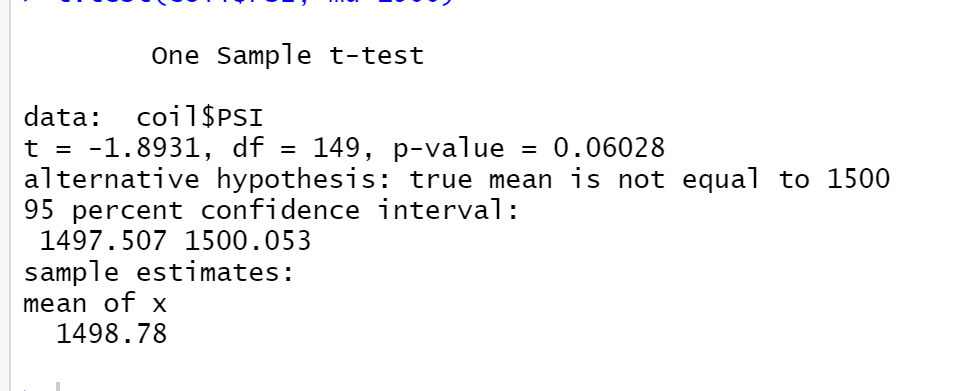 One Sample t-test
data:  coil$PSI
t = -1.8931, df = 149, p-value = 0.06028
alternative hypothesis: true mean is not equal to 1500
95 percent confidence interval:
1497.507 1500.053
sample estimates:
mean of x
1498.78